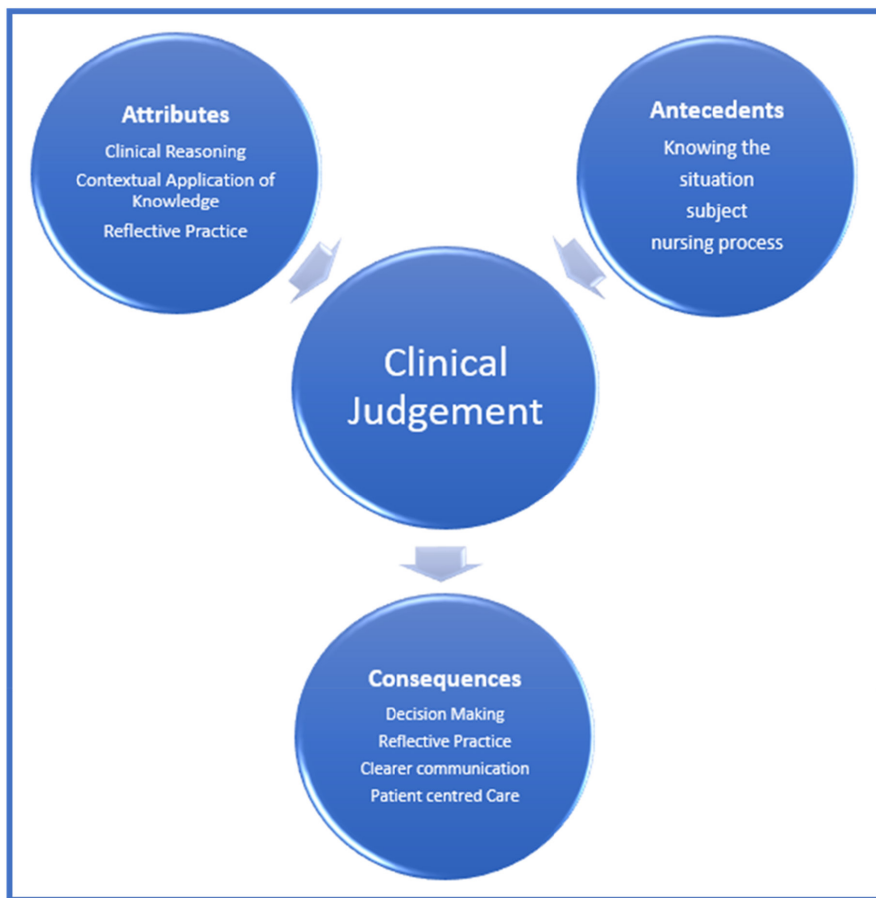 Attributes
Clinical Reasoning
Contextual Application of
Knowledge
Reflective Practice
Antecedents
Knowing the
situation
subject
nursing process
Clinical
Judgement
Consequences
Decision Making
Reflective Practice
Clearer communication
Patient centred Care